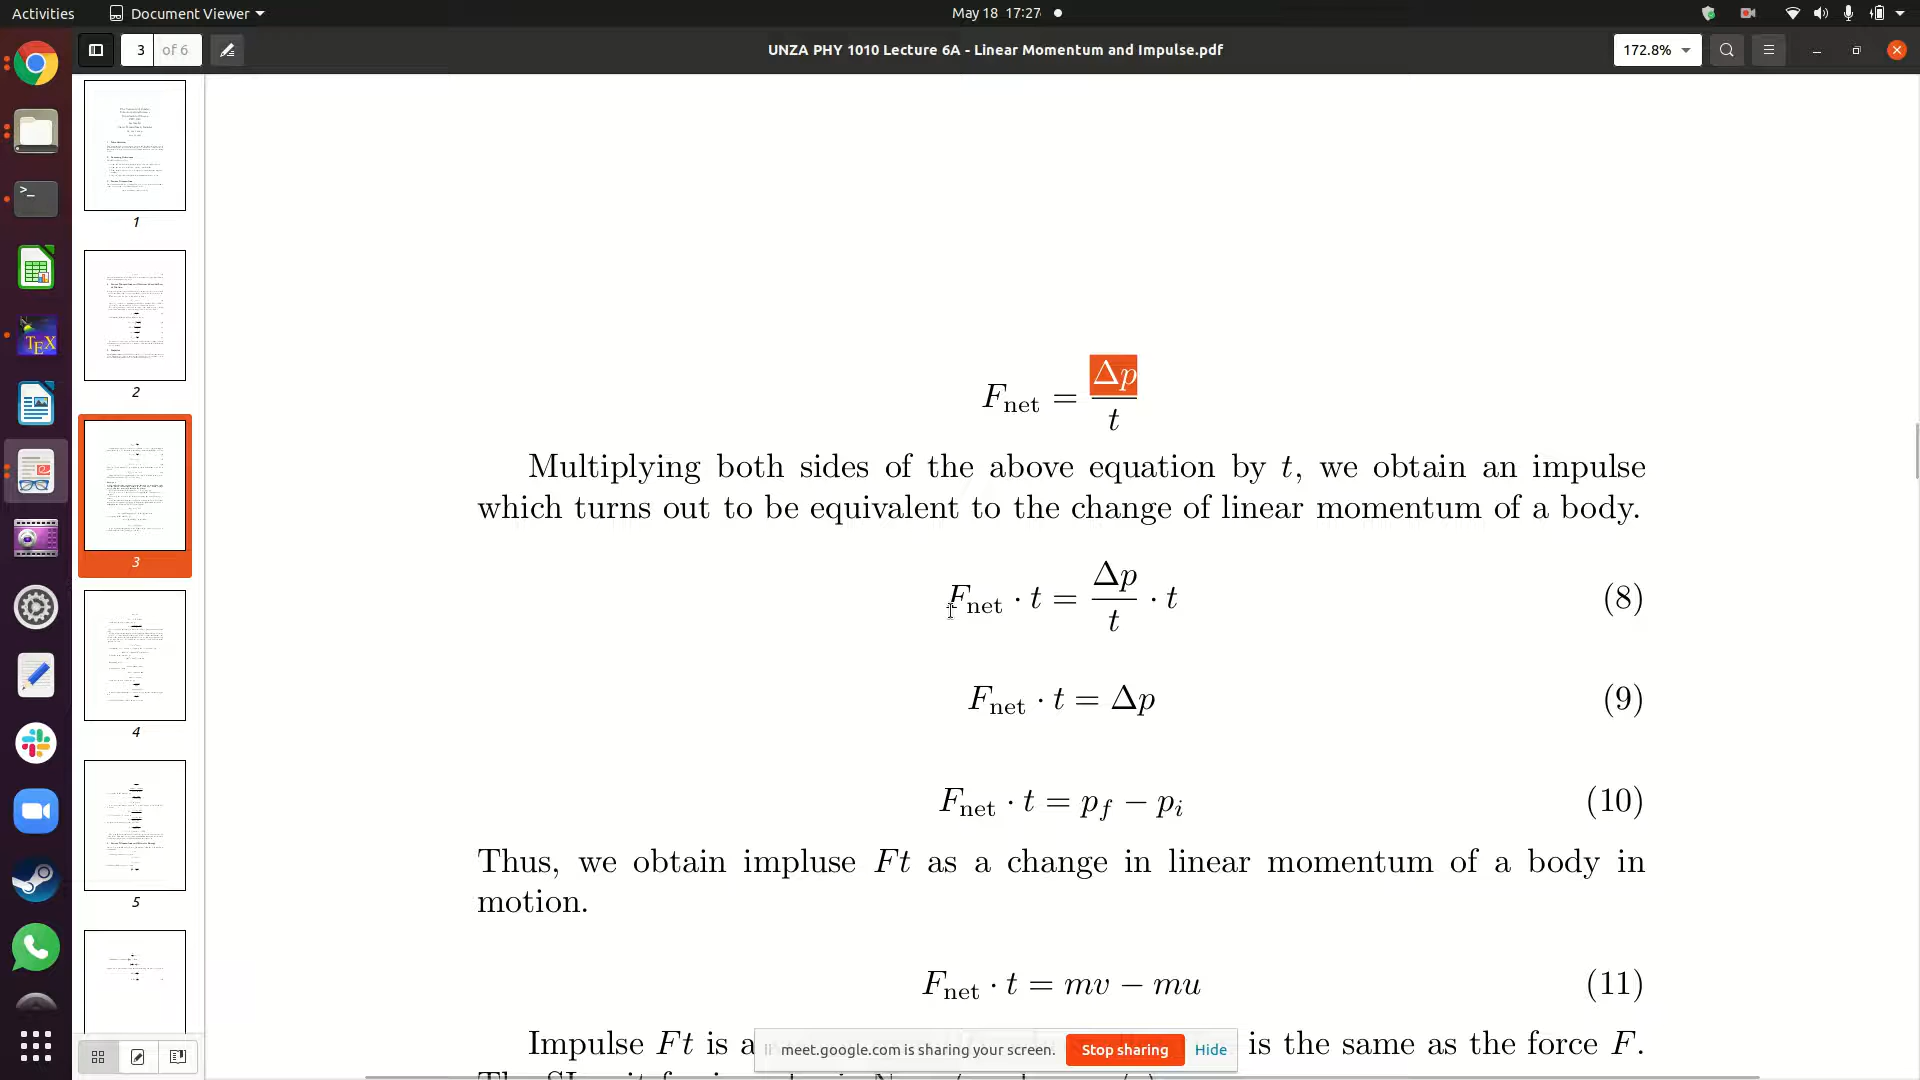 Activities
Document Viewer
May 18 17:27
3 of 6
UNZA PHY 1010 Lecture 6A - Linear Momentum and Impulse.pdf
172.8%
1
2
3
4
5
F_net = Δp / t
Multiplying both sides of the above equation by t, we obtain an impulse
which turns out to be equivalent to the change of linear momentum of a body.
F_net · t = Δp / t · t (8)
F_net · t = Δp (9)
F_net · t = p_f − p_i (10)
Thus, we obtain impluse Ft as a change in linear momentum of a body in
motion.
F_net · t = mv − mu (11)
Impulse Ft is a is the same as the force F.
meet.google.com is sharing your screen. Stop sharing Hide